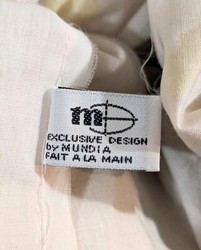 m
EXCLUSIVE DESIGN
by MUNDIA
FAIT A LA MAIN